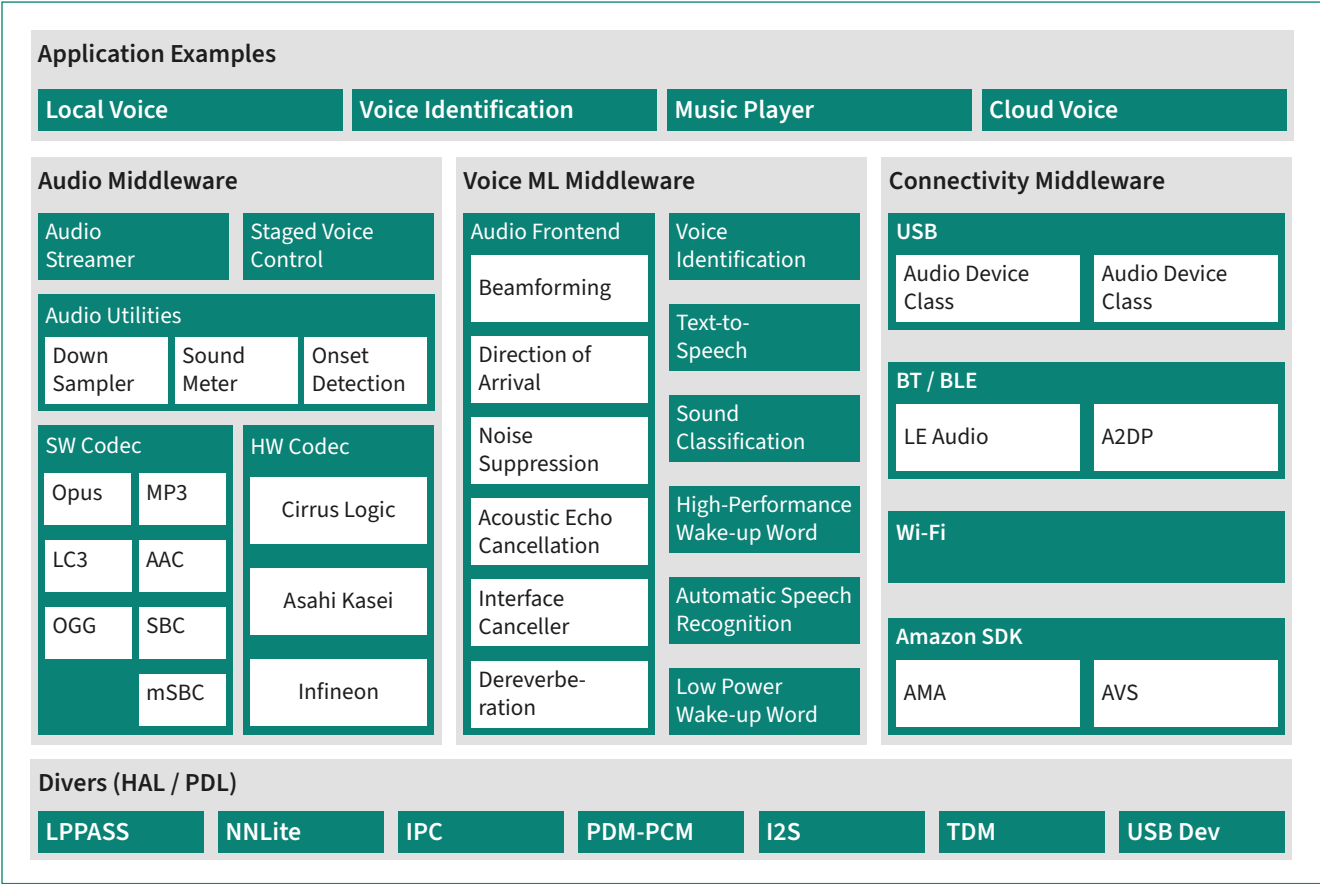 Application Examples
Local Voice
Voice Identification
Music Player
Cloud Voice
Audio Middleware
Audio
Streamer
Staged Voice
Control
Audio Utilities
Down
Sampler
Sound
Meter
Onset
Detection
SW Codec
Opus
MP3
LC3
AAC
OGG
SBC
mSBC
HW Codec
Cirrus Logic
Asahi Kasei
Infineon
Voice ML Middleware
Audio Frontend
Beamforming
Direction of
Arrival
Noise
Suppression
Acoustic Echo
Cancellation
Interface
Canceller
Dereverbe-
ration
Voice
Identification
Text-to-
Speech
Sound
Classification
High-Performance
Wake-up Word
Automatic Speech
Recognition
Low Power
Wake-up Word
Connectivity Middleware
USB
Audio Device
Class
Audio Device
Class
BT / BLE
LE Audio
A2DP
Wi-Fi
Amazon SDK
AMA
AVS
Divers (HAL / PDL)
LPPASS
NNLite
IPC
PDM-PCM
I2S
TDM
USB Dev